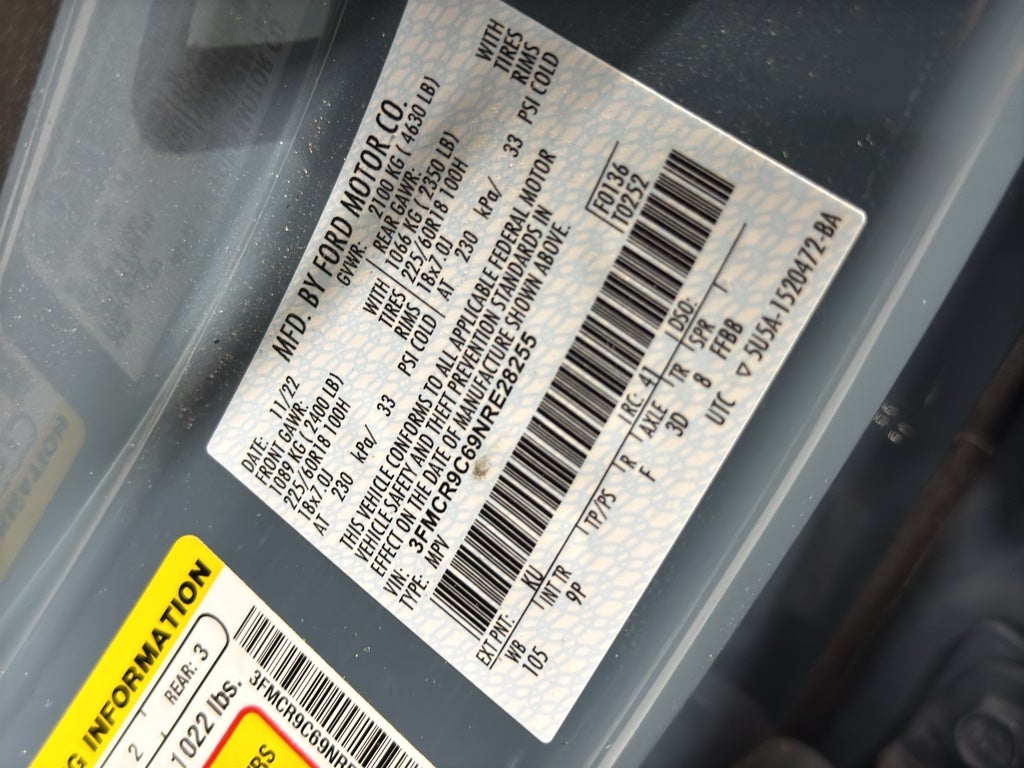 MFD. BY FORD MOTOR CO.
DATE: 11/22 GVWR: 2100 KG ( 4630 LB)
FRONT GAWR: REAR GAWR:
1089 KG ( 2400 LB) WITH 1066 KG ( 2350 LB) WITH
225/60R18 100H TIRES 225/60R18 100H TIRES
18x7.0J RIMS 18x7.0J RIMS
AT 230 kPa/ 33 PSI COLD AT 230 kPa/ 33 PSI COLD
THIS VEHICLE CONFORMS TO ALL APPLICABLE FEDERAL MOTOR
VEHICLE SAFETY AND THEFT PREVENTION STANDARDS IN
EFFECT ON THE DATE OF MANUFACTURE SHOWN ABOVE.
VIN: 3FMCR9C69NRE28255 F0136
TYPE: MPV T0252
EXT PNT: KU RC: 41 DSO:
WB INT TR TP/PS R AXLE TR SPR
105 9P F 3D 8 FFBB
UTC ▽ 5U5A-1520472-BA
G INFORMATION
2 REAR: 3
1022 lbs.
3FMCR9C69NRE